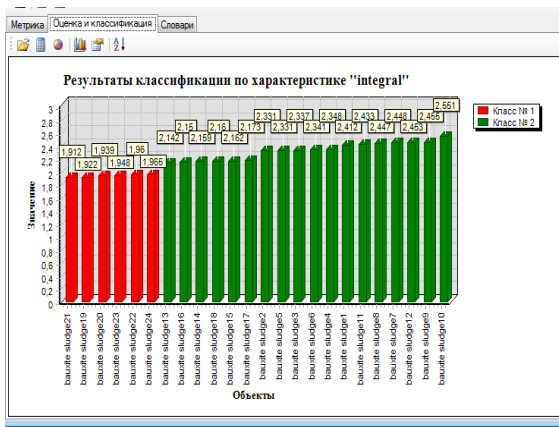 Метрика Оценка и классификация Словари
Результаты классификации по характеристике "integral"
Класс № 1
Класс № 2
2,551
2,331 2,337 2,348 2,433 2,448 2,465
2,15 2,16 2,173 2,331 2,341 2,412 2,447 2,453
2,142 2,159 2,162
1,912 1,939 1,96
1,922 1,948 1,966
3
2,8
2,6
2,4
2,2
2
1,8
1,6
1,4
1,2
1
0,8
0,6
0,4
0,2
0
Значение
bauxite sludge21
bauxite sludge19
bauxite sludge20
bauxite sludge23
bauxite sludge22
bauxite sludge24
bauxite sludge13
bauxite sludge16
bauxite sludge14
bauxite sludge18
bauxite sludge15
bauxite sludge17
bauxite sludge2
bauxite sludge5
bauxite sludge3
bauxite sludge6
bauxite sludge4
bauxite sludge1
bauxite sludge11
bauxite sludge8
bauxite sludge7
bauxite sludge12
bauxite sludge9
bauxite sludge10
Объекты